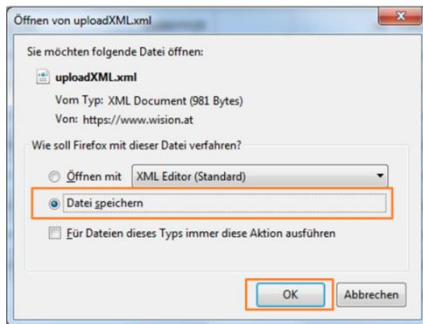 Öffnen von uploadXML.xml
Sie möchten folgende Datei öffnen:
uploadXML.xml
Vom Typ: XML Document (981 Bytes)
Von: https://www.wision.at
Wie soll Firefox mit dieser Datei verfahren?
Öffnen mit XML Editor (Standard)
Datei speichern
Für Dateien dieses Typs immer diese Aktion ausführen
OK Abbrechen